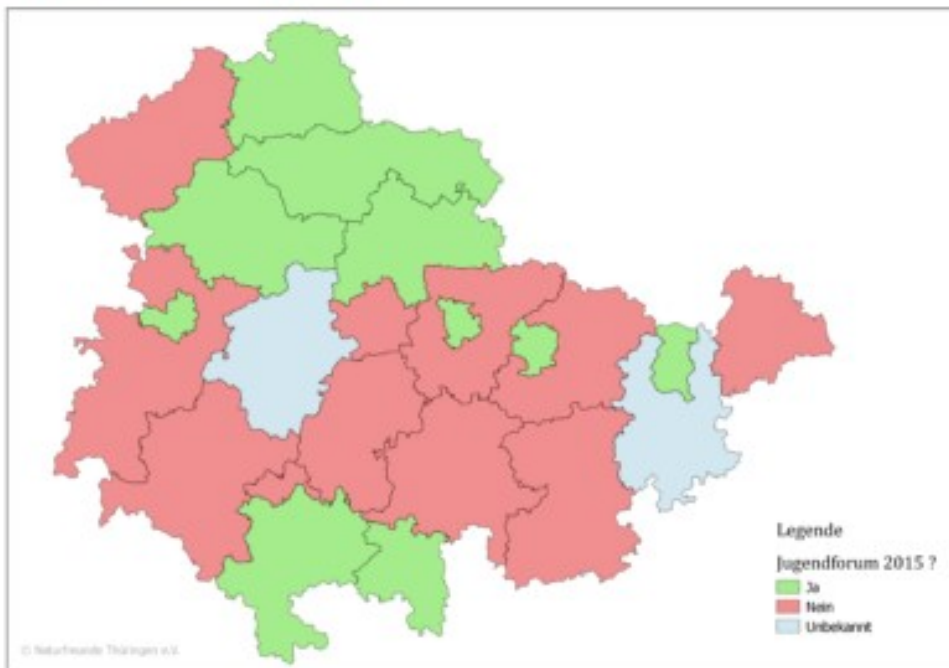 Legende
Jugendforum 2015 ?
Ja
Nein
Unbekannt
© Naturfreunde Thüringen e.V.